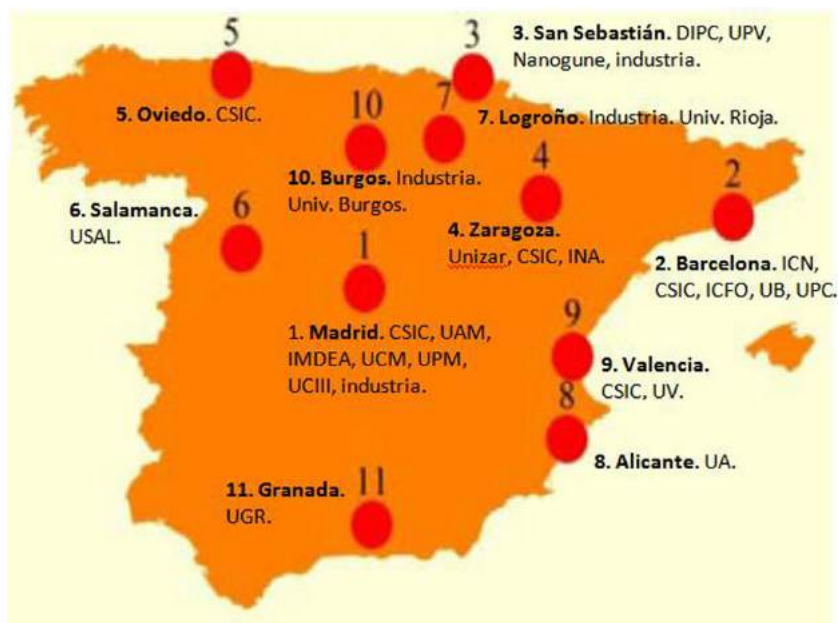 5
3
3. San Sebastián. DIPC, UPV,
Nanogune, industria.
5. Oviedo. CSIC.
10
7
7. Logroño. Industria. Univ. Rioja.
10. Burgos. Industria.
Univ. Burgos.
4
2
6. Salamanca.
USAL.
6
4. Zaragoza.
Unizar, CSIC, INA.
1
2. Barcelona. ICN,
CSIC, ICFO, UB, UPC.
1. Madrid. CSIC, UAM,
IMDEA, UCM, UPM,
UCIII, industria.
9
9. Valencia.
CSIC, UV.
8
8. Alicante. UA.
11. Granada.
UGR.
11